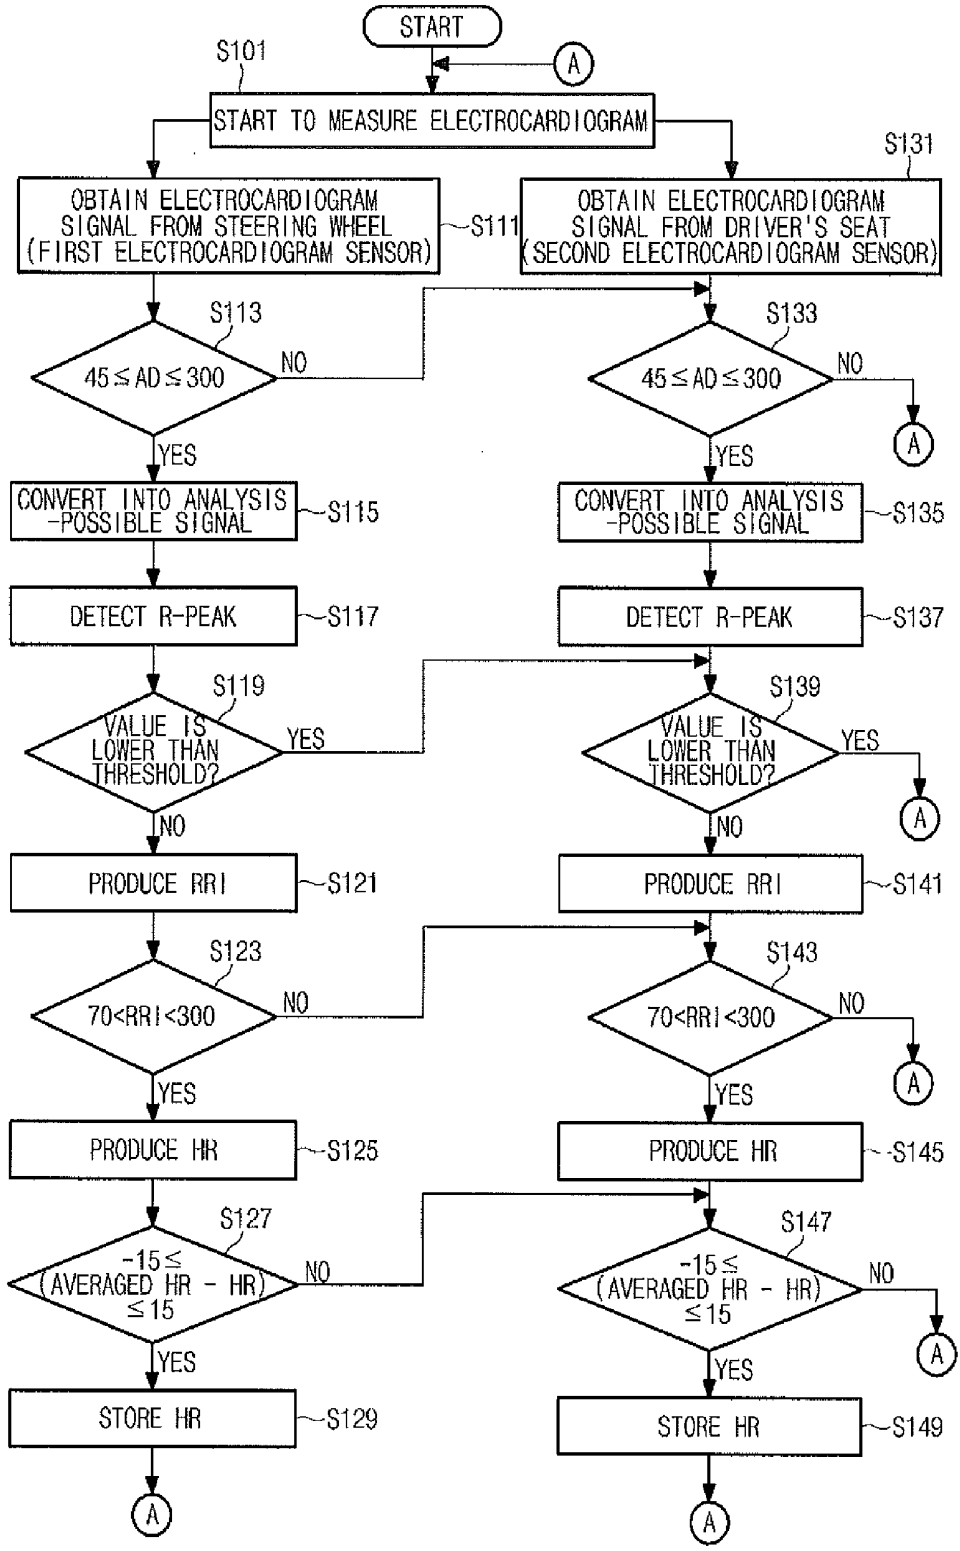 START
A
S101
START TO MEASURE ELECTROCARDIOGRAM
S131
OBTAIN ELECTROCARDIOGRAM
SIGNAL FROM STEERING WHEEL
(FIRST ELECTROCARDIOGRAM SENSOR)
S111
OBTAIN ELECTROCARDIOGRAM
SIGNAL FROM DRIVER'S SEAT
(SECOND ELECTROCARDIOGRAM SENSOR)
S113
45≤AD≤300
NO
YES
S133
45≤AD≤300
NO
A
YES
CONVERT INTO ANALYSIS
-POSSIBLE SIGNAL
S115
CONVERT INTO ANALYSIS
-POSSIBLE SIGNAL
S135
DETECT R-PEAK
S117
DETECT R-PEAK
S137
S119
VALUE IS
LOWER THAN
THRESHOLD?
YES
NO
S139
VALUE IS
LOWER THAN
THRESHOLD?
YES
A
NO
PRODUCE RRI
S121
PRODUCE RRI
S141
S123
70<RRI<300
NO
YES
S143
70<RRI<300
NO
A
YES
PRODUCE HR
S125
PRODUCE HR
S145
S127
-15≤
(AVERAGED HR - HR)
≤15
NO
YES
S147
-15≤
(AVERAGED HR - HR)
≤15
NO
A
YES
STORE HR
S129
STORE HR
S149
A
A